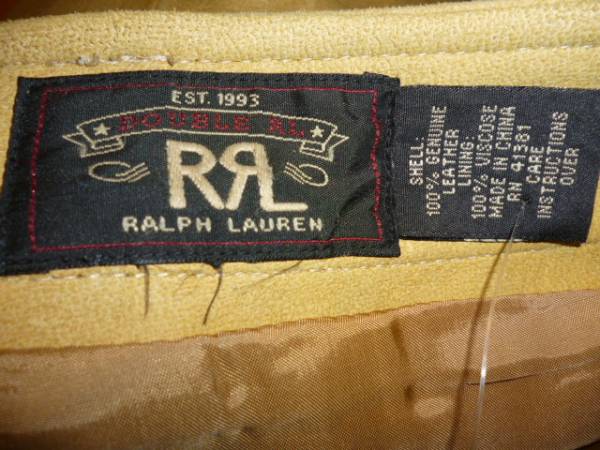 EST. 1993
DOUBLE RL
RRL
RALPH LAUREN
SHELL:
100% GENUINE
LEATHER
LINING:
100% VISCOSE
MADE IN CHINA
RN 41381
CARE
INSTRUCTIONS
OVER